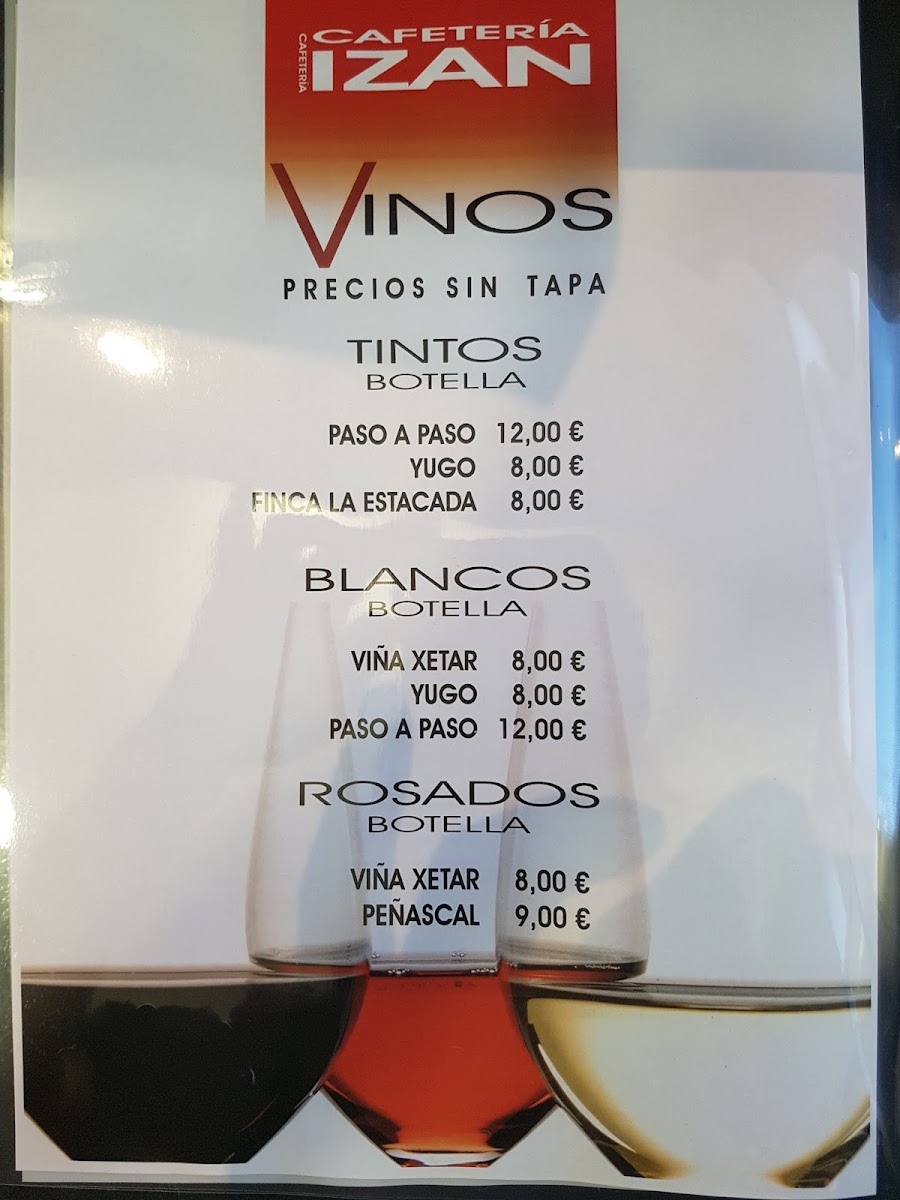 CAFETERÍA
CAFETERÍA
IZAN
VINOS
PRECIOS SIN TAPA
TINTOS
BOTELLA
PASO A PASO 12,00 €
YUGO 8,00 €
FINCA LA ESTACADA 8,00 €
BLANCOS
BOTELLA
VIÑA XETAR 8,00 €
YUGO 8,00 €
PASO A PASO 12,00 €
ROSADOS
BOTELLA
VIÑA XETAR 8,00 €
PEÑASCAL 9,00 €